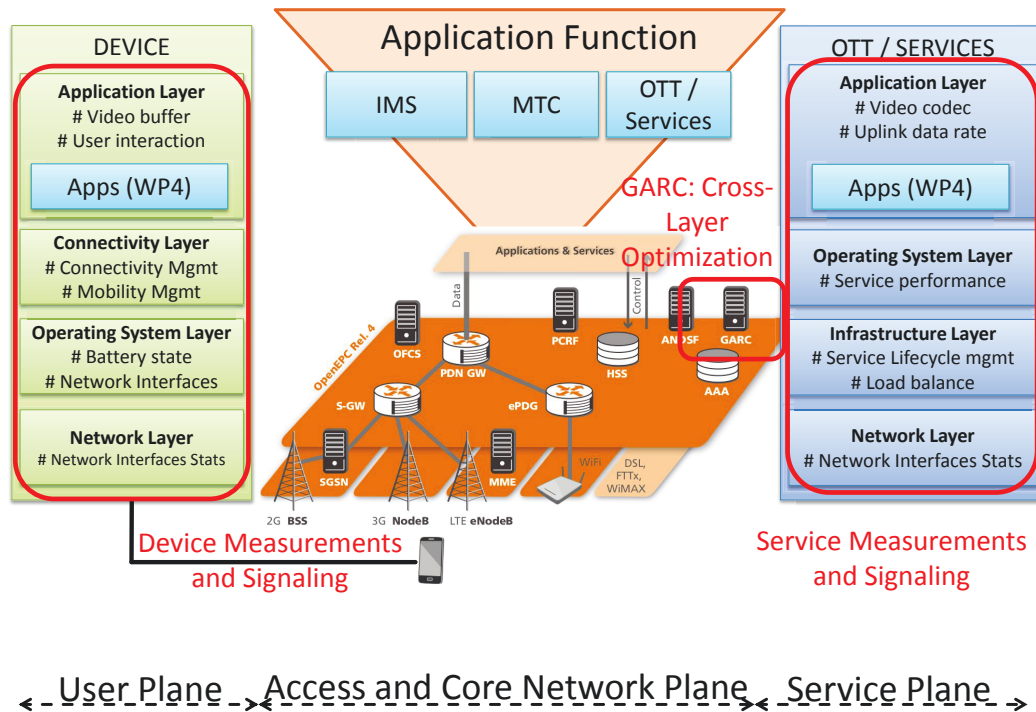 DEVICE
Application Layer
# Video buffer
# User interaction
Apps (WP4)
Connectivity Layer
# Connectivity Mgmt
# Mobility Mgmt
Operating System Layer
# Battery state
# Network Interfaces
Network Layer
# Network Interfaces Stats
Device Measurements
and Signaling
Application Function
IMS
MTC
OTT /
Services
GARC: Cross-
Layer
Optimization
Applications & Services
Data
Control
OpenEPC Rel. 4
OFCS
PDN GW
PCRF
HSS
ANDSF
GARC
AAA
S-GW
ePDG
SGSN
MME
WiFi
DSL,
FTTx,
WiMAX
2G BSS
3G NodeB
LTE eNodeB
OTT / SERVICES
Application Layer
# Video codec
# Uplink data rate
Apps (WP4)
Operating System Layer
# Service performance
Infrastructure Layer
# Service Lifecycle mgmt
# Load balance
Network Layer
# Network Interfaces Stats
Service Measurements
and Signaling
User Plane
Access and Core Network Plane
Service Plane